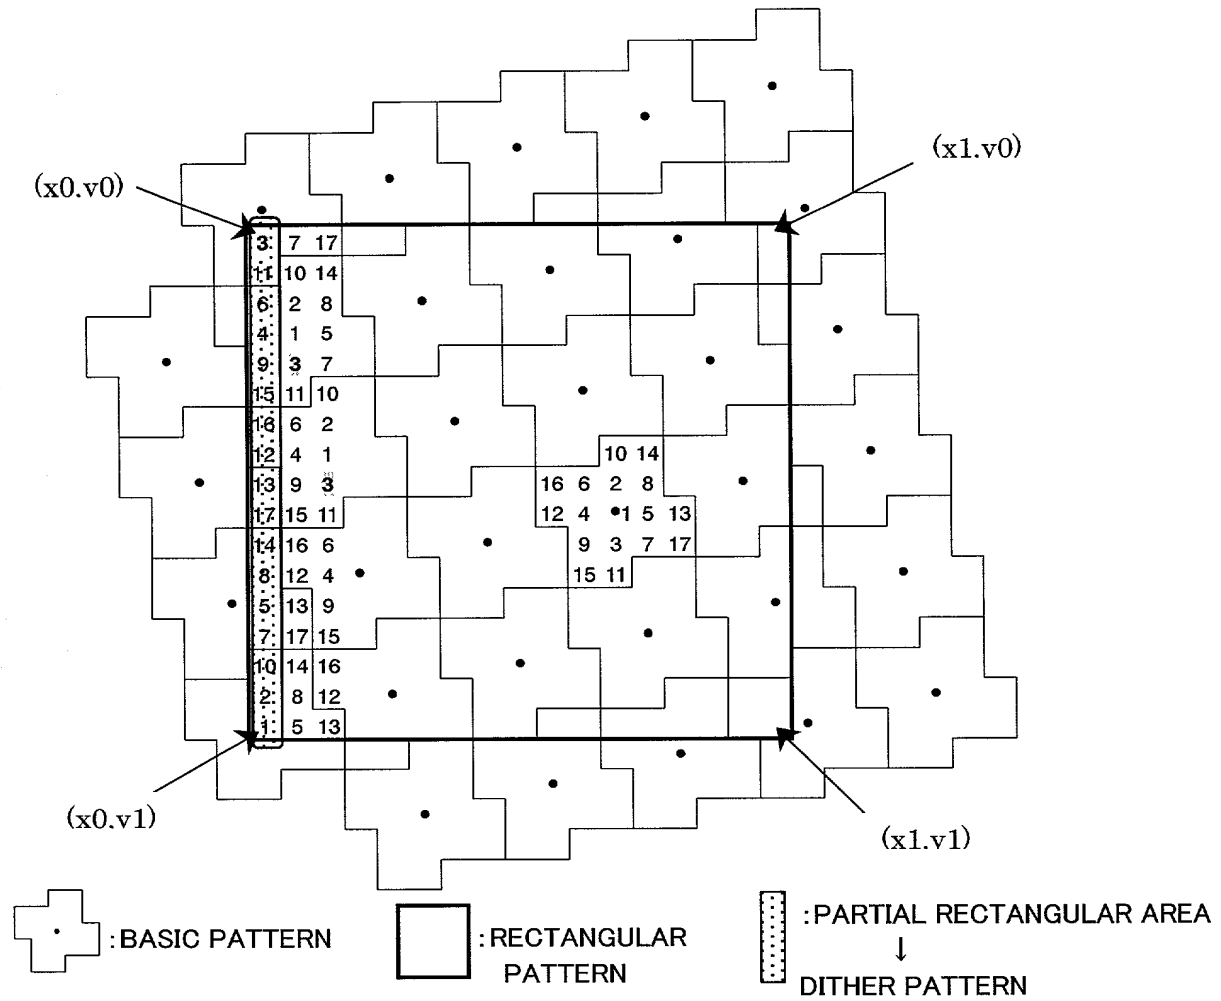 (x1.v0)
(x0.v0)
3 7 17
11 10 14
6 2 8
4 1 5
9 3 7
15 11 10
16 6 2
12 4 1
10 14
13 9 3
16 6 2 8
17 15 11
12 4 1 5 13
14 16 6
9 3 7 17
8 12 4
15 11
5 13 9
7 17 15
10 14 16
2 8 12
1 5 13
(x0.v1)
(x1.v1)
:BASIC PATTERN
:RECTANGULAR
PATTERN
:PARTIAL RECTANGULAR AREA
↓
DITHER PATTERN